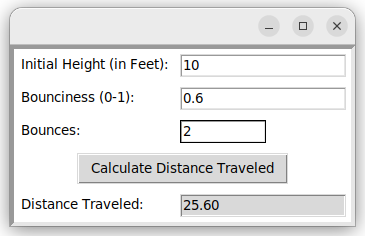 Initial Height (in Feet): 10
Bounciness (0-1): 0.6
Bounces: 2
Calculate Distance Traveled
Distance Traveled: 25.60